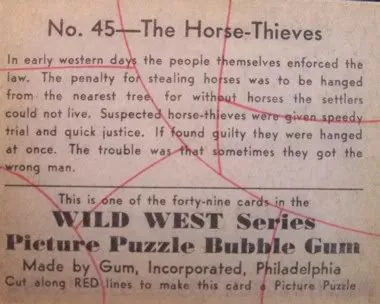 No. 45—The Horse-Thieves
In early western days the people themselves enforced the
law. The penalty for stealing horses was to be hanged
from the nearest tree, for without horses the settlers
could not live. Suspected horse-thieves were given speedy
trial and quick justice. If found guilty they were hanged
at once. The trouble was that sometimes they got the
wrong man.
This is one of the forty-nine cards in the
WILD WEST Series
Picture Puzzle Bubble Gum
Made by Gum, Incorporated, Philadelphia
Cut along RED lines to make this card a Picture Puzzle